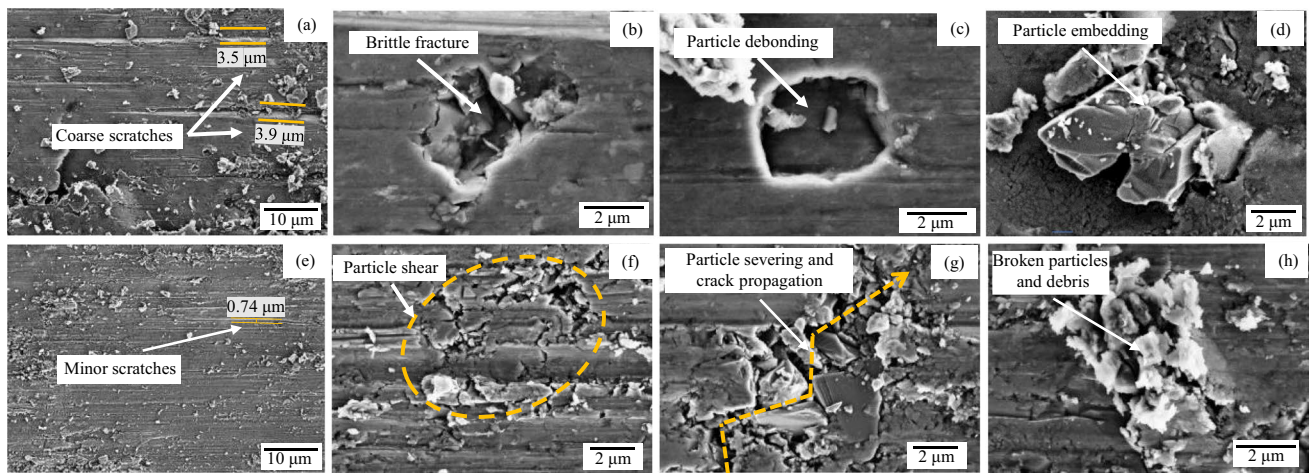 (a)
3.5 μm
Coarse scratches
3.9 μm
10 μm
(b)
Brittle fracture
2 μm
(c)
Particle debonding
2 μm
(d)
Particle embedding
2 μm
(e)
0.74 μm
Minor scratches
10 μm
(f)
Particle shear
2 μm
(g)
Particle severing and
crack propagation
2 μm
(h)
Broken particles
and debris
2 μm